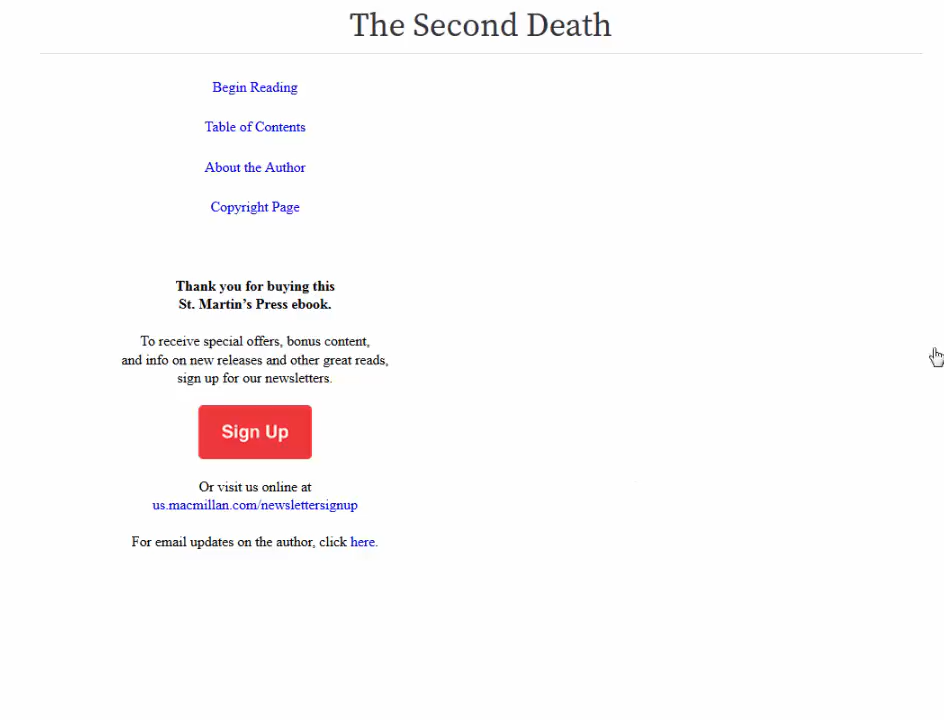 The Second Death
Begin Reading
Table of Contents
About the Author
Copyright Page
Thank you for buying this
St. Martin’s Press ebook.
To receive special offers, bonus content,
and info on new releases and other great reads,
sign up for our newsletters.
Sign Up
Or visit us online at
us.macmillan.com/newslettersignup
For email updates on the author, click here.